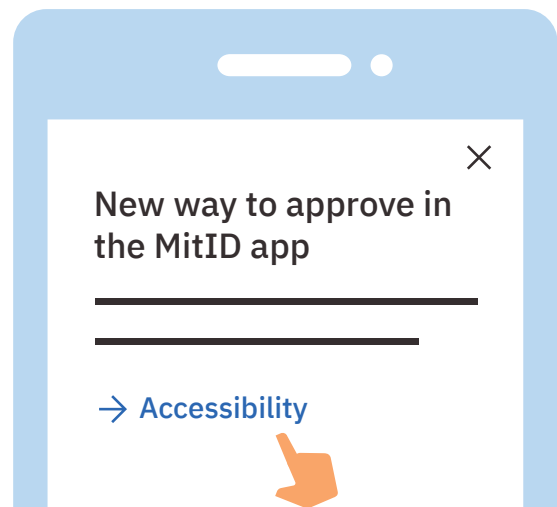 New way to approve in
the MitID app
→ Accessibility